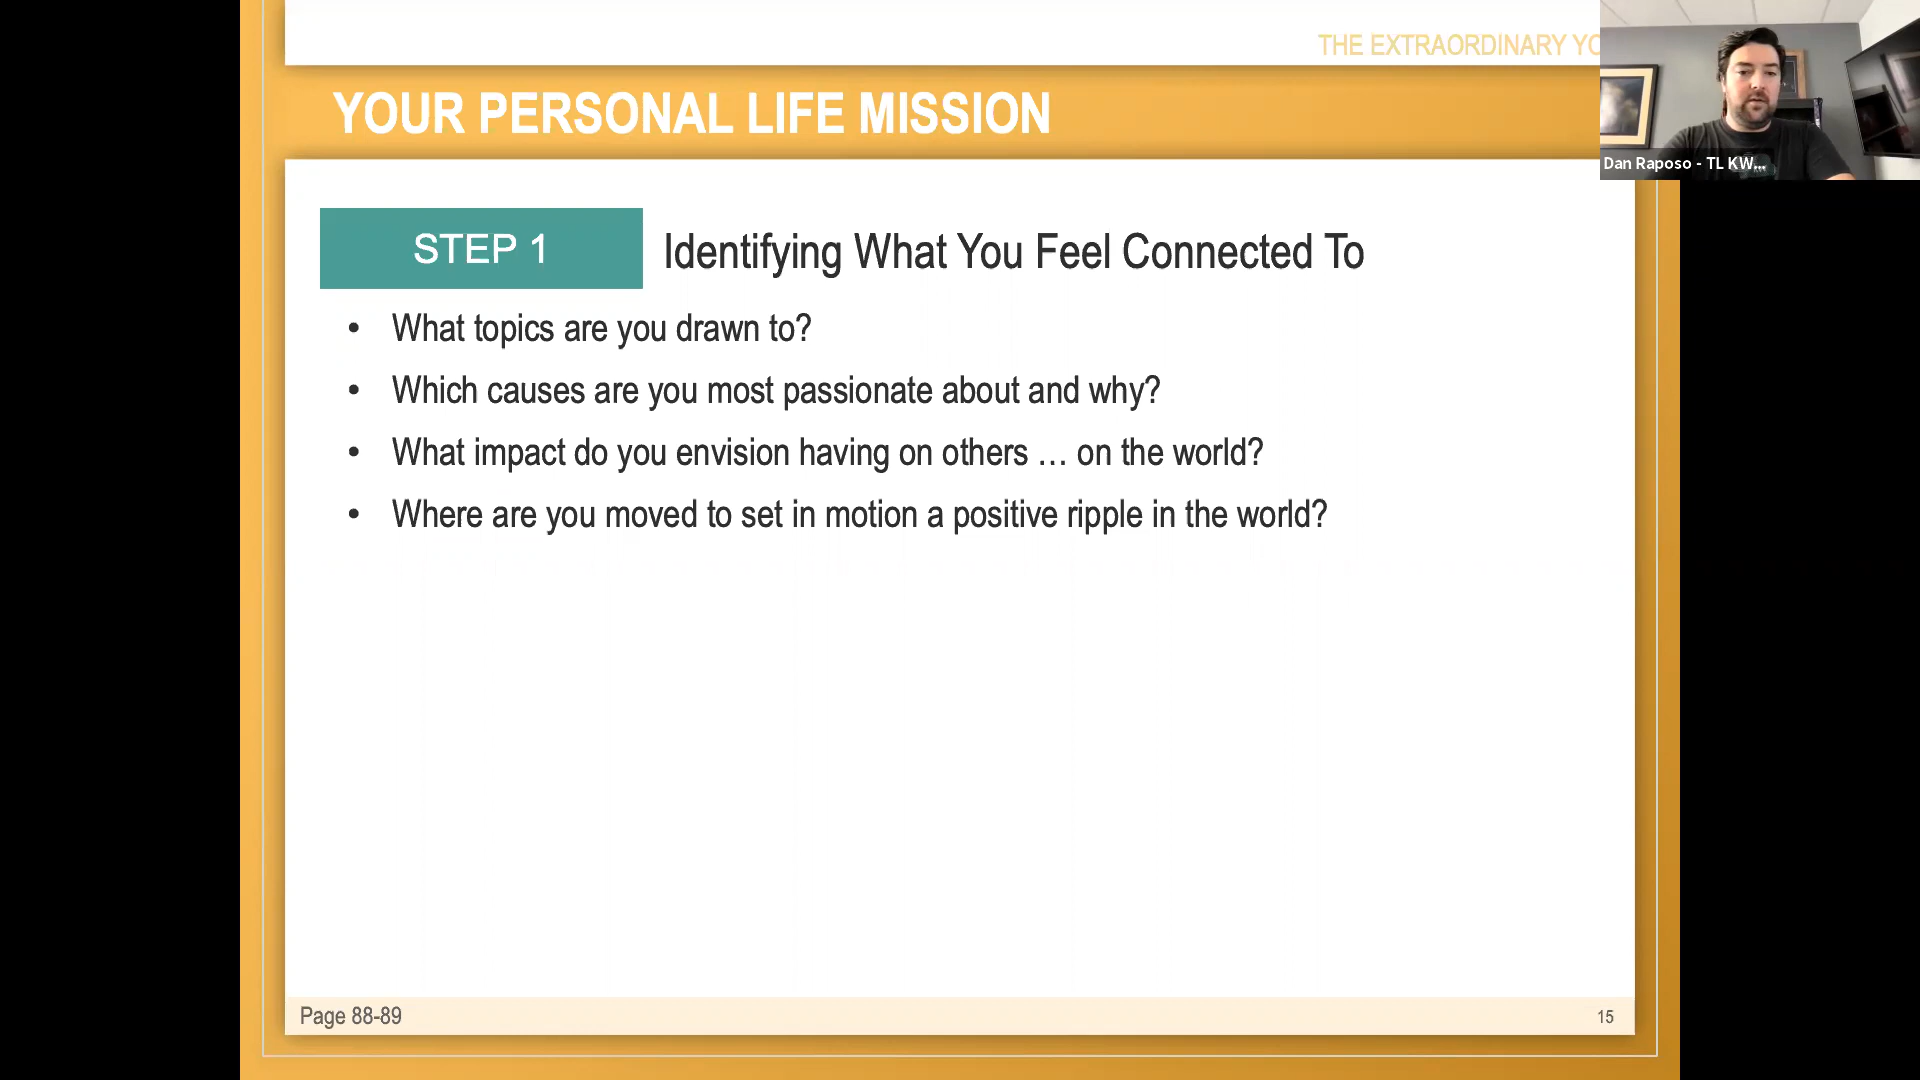 THE EXTRAORDINARY YO
YOUR PERSONAL LIFE MISSION
Dan Raposo - TL KW...
STEP 1
Identifying What You Feel Connected To
• What topics are you drawn to?
• Which causes are you most passionate about and why?
• What impact do you envision having on others … on the world?
• Where are you moved to set in motion a positive ripple in the world?
Page 88-89
15